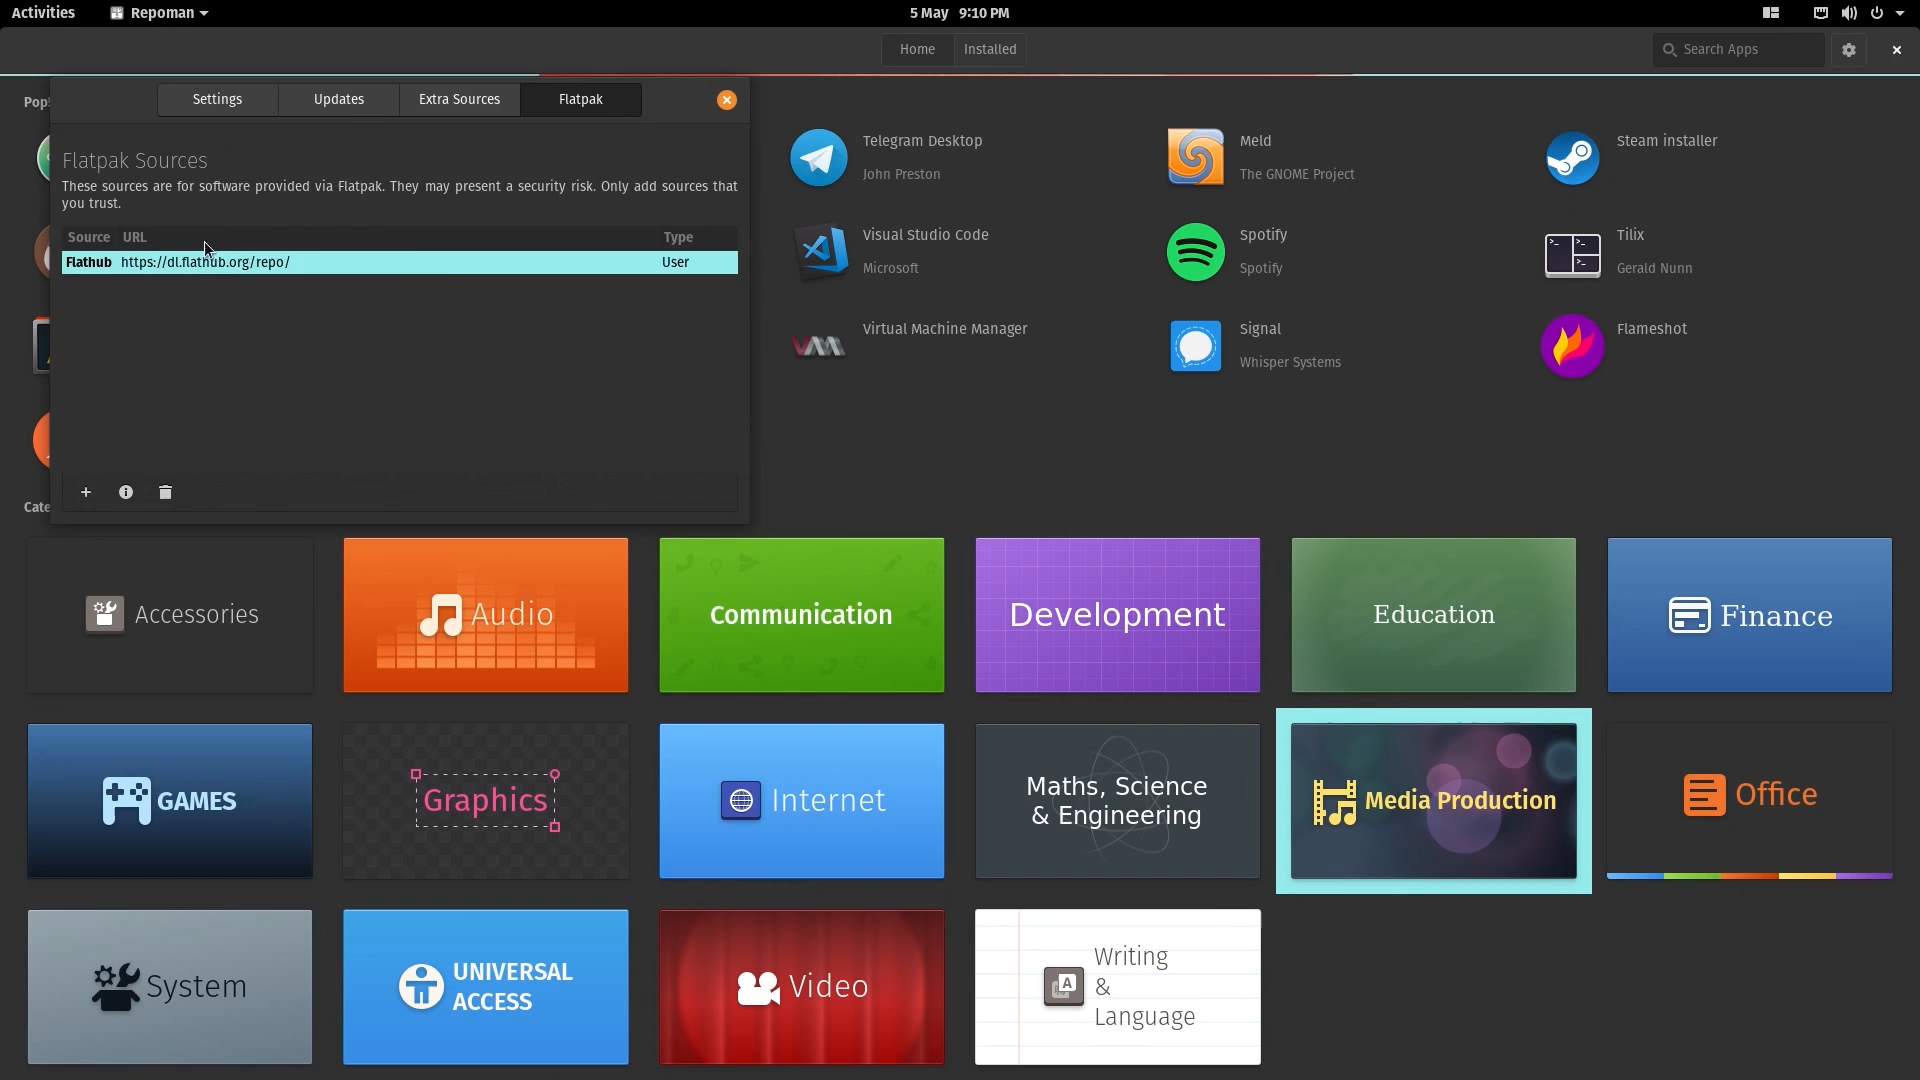 Activities
Repoman
5 May 9:10 PM
Home
Installed
Search Apps
Pop!
Settings
Updates
Extra Sources
Flatpak
Flatpak Sources
These sources are for software provided via Flatpak. They may present a security risk. Only add sources that
you trust.
Source URL Type
Flathub https://dl.flathub.org/repo/ User
Telegram Desktop
John Preston
Meld
The GNOME Project
Steam installer
Visual Studio Code
Microsoft
Spotify
Spotify
Tilix
Gerald Nunn
Virtual Machine Manager
Signal
Whisper Systems
Flameshot
Cate
Accessories
Audio
Communication
Development
Education
Finance
GAMES
Graphics
Internet
Maths, Science
& Engineering
Media Production
Office
System
UNIVERSAL
ACCESS
Video
Writing
&
Language